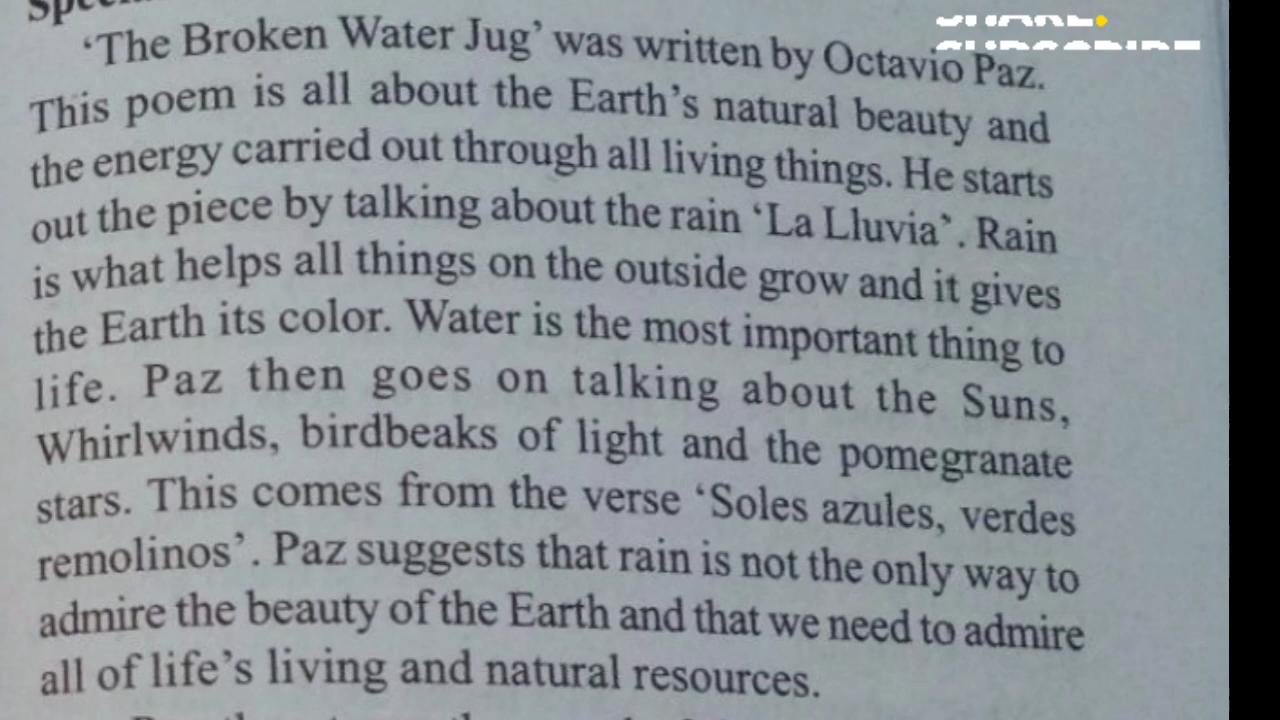 'The Broken Water Jug' was written by Octavio Paz.
This poem is all about the Earth's natural beauty and
the energy carried out through all living things. He starts
out the piece by talking about the rain 'La Lluvia'. Rain
is what helps all things on the outside grow and it gives
the Earth its color. Water is the most important thing to
life. Paz then goes on talking about the Suns,
Whirlwinds, birdbeaks of light and the pomegranate
stars. This comes from the verse 'Soles azules, verdes
remolinos'. Paz suggests that rain is not the only way to
admire the beauty of the Earth and that we need to admire
all of life's living and natural resources.